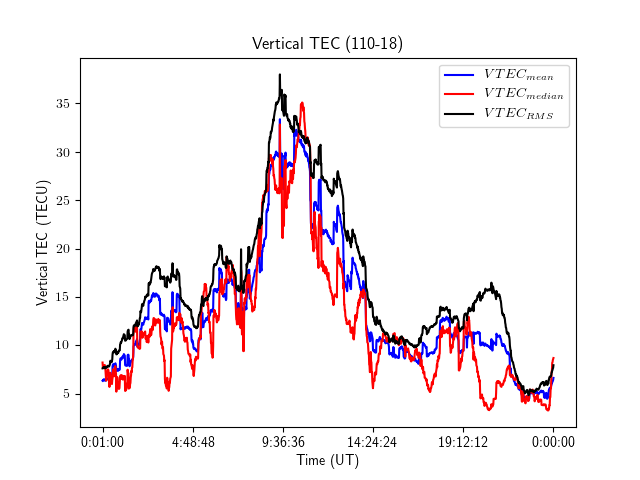 Vertical TEC (110-18)
VTEC_mean
VTEC_median
VTEC_RMS
Vertical TEC (TECU)
35
30
25
20
15
10
5
0:01:00 4:48:48 9:36:36 14:24:24 19:12:12 0:00:00
Time (UT)